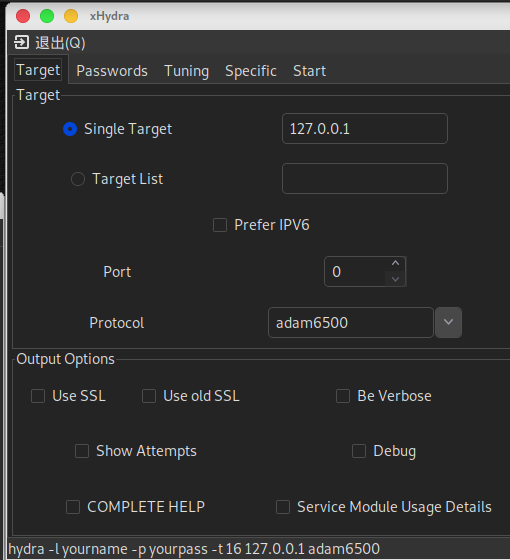 xHydra
退出(Q)
Target Passwords Tuning Specific Start
Target
Single Target 127.0.0.1
Target List
Prefer IPV6
Port 0
Protocol adam6500
Output Options
Use SSL Use old SSL Be Verbose
Show Attempts Debug
COMPLETE HELP Service Module Usage Details
hydra -l yourname -p yourpass -t 16 127.0.0.1 adam6500